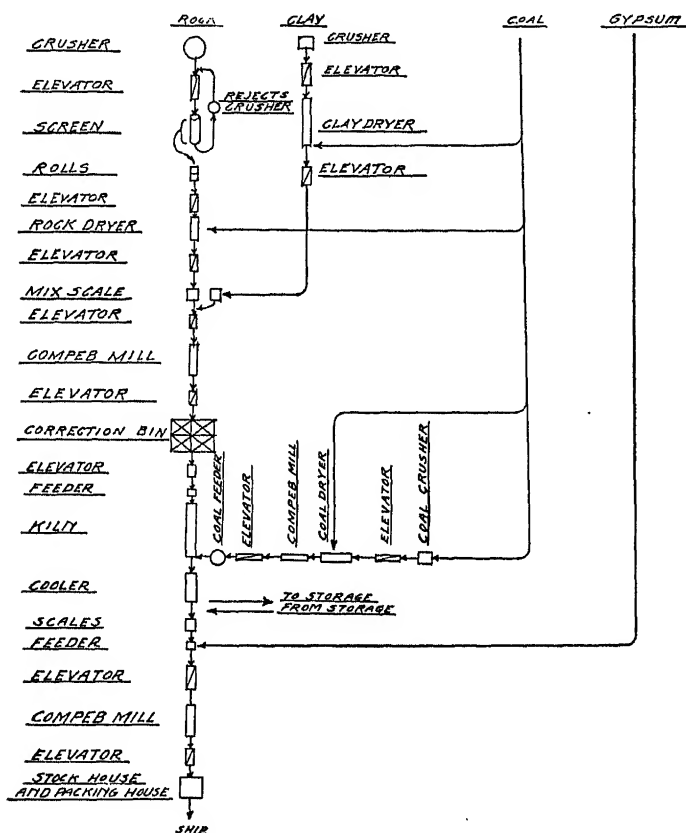 ROCK
CLAY
COAL
GYPSUM
CRUSHER
CRUSHER
ELEVATOR
ELEVATOR
REJECTS
CRUSHER
SCREEN
CLAY DRYER
ROLLS
ELEVATOR
ELEVATOR
ROCK DRYER
ELEVATOR
MIX SCALE
ELEVATOR
COMPEB MILL
ELEVATOR
CORRECTION BIN
ELEVATOR
FEEDER
KILN
COAL FEEDER
ELEVATOR
COMPEB MILL
COAL DRYER
ELEVATOR
COAL CRUSHER
COOLER
TO STORAGE
FROM STORAGE
SCALES
FEEDER
ELEVATOR
COMPEB MILL
ELEVATOR
STOCK HOUSE
AND PACKING HOUSE
SHIP